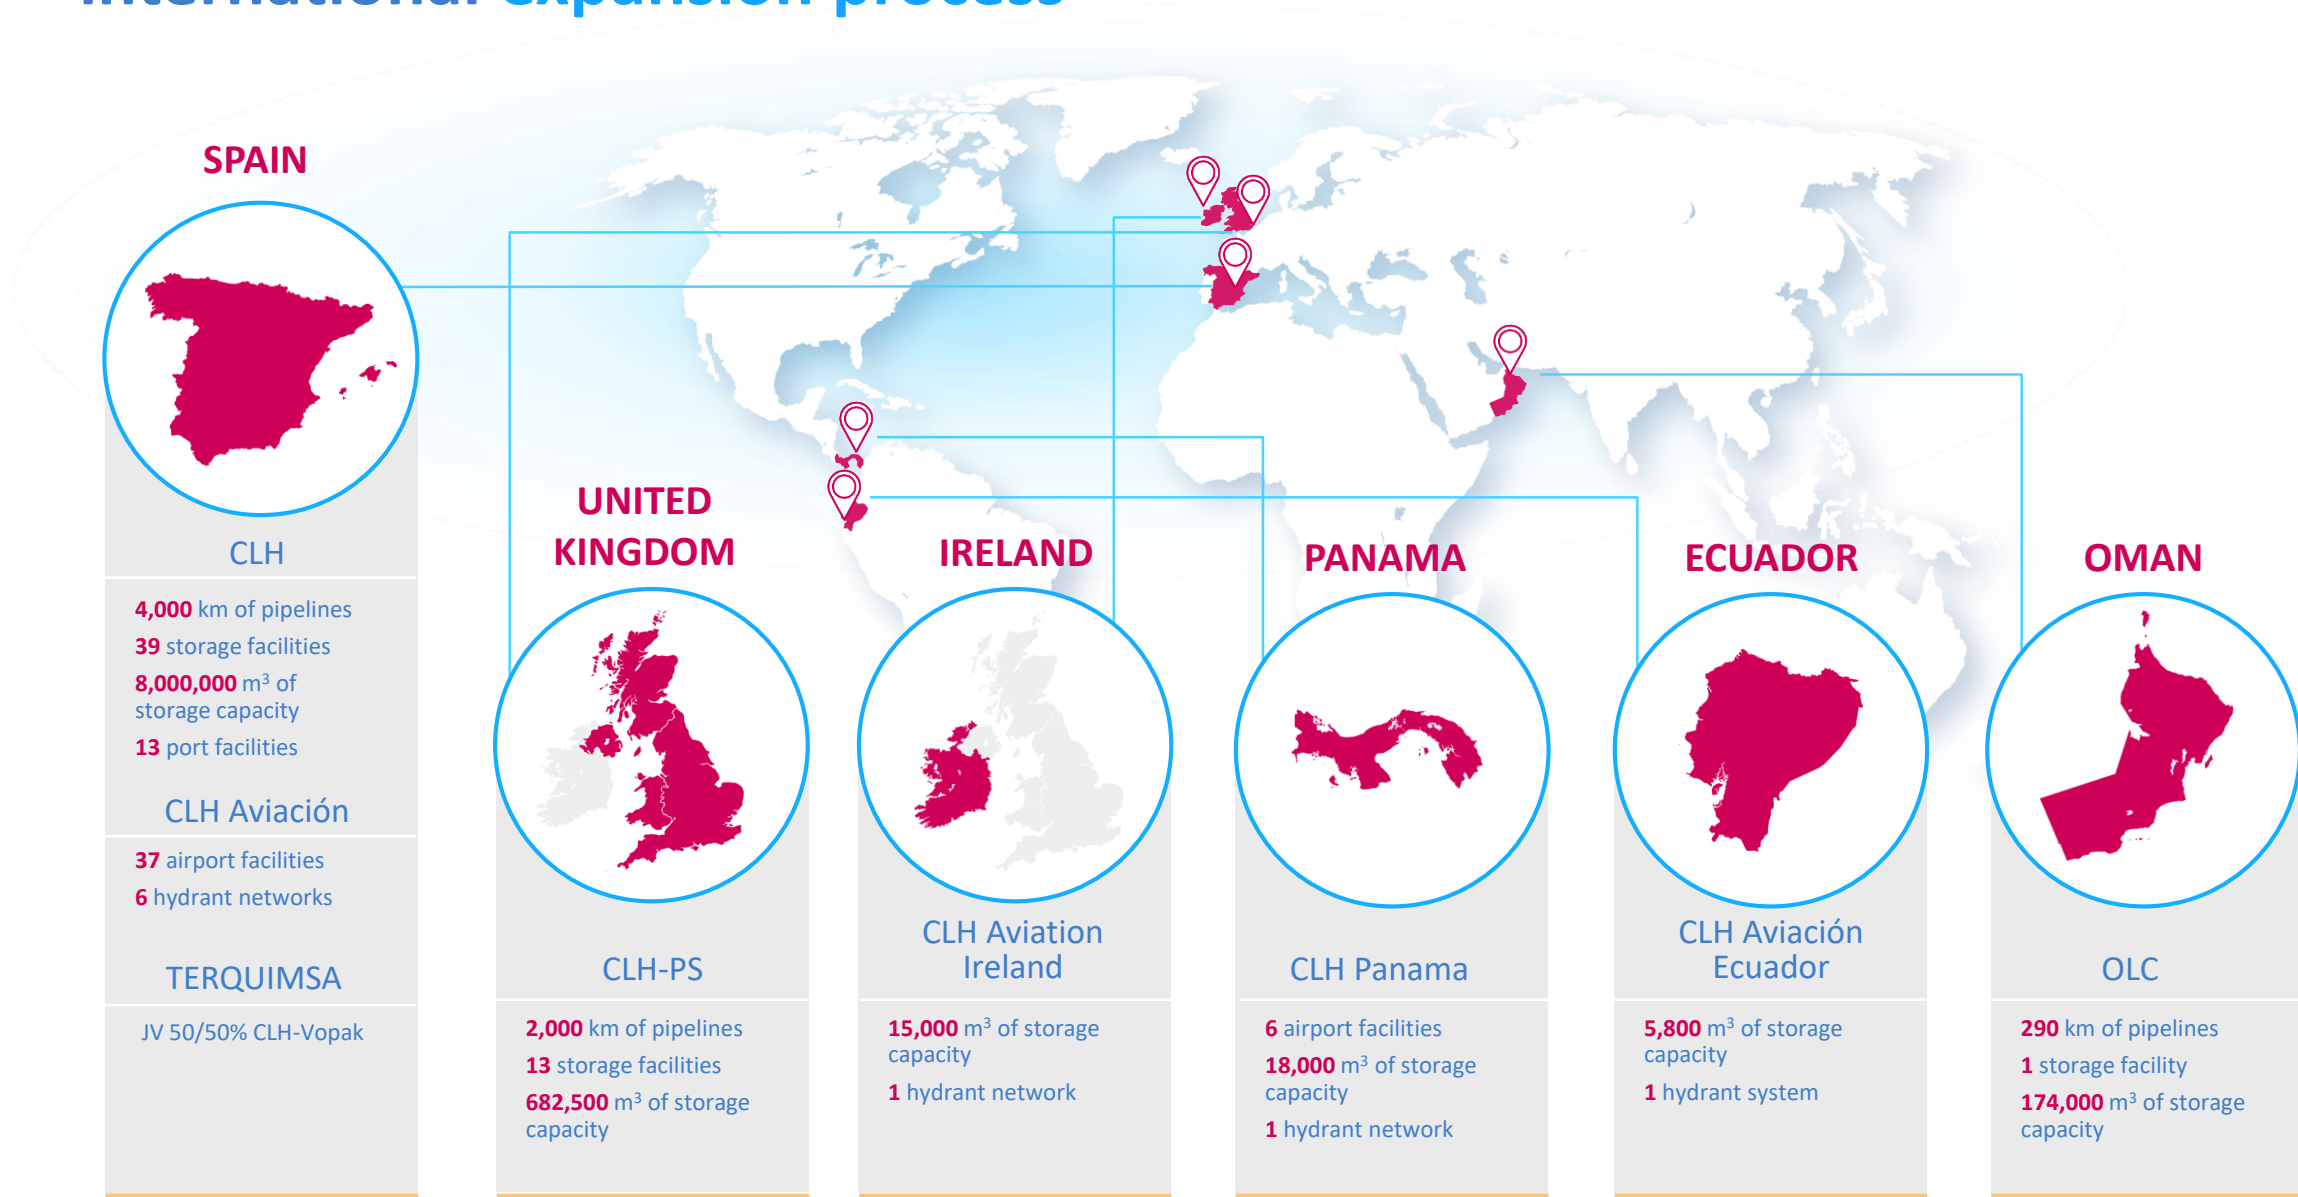 International expansion process
SPAIN
CLH
4,000 km of pipelines
39 storage facilities
8,000,000 m³ of
storage capacity
13 port facilities
CLH Aviación
37 airport facilities
6 hydrant networks
TERQUIMSA
JV 50/50% CLH-Vopak
UNITED
KINGDOM
CLH-PS
2,000 km of pipelines
13 storage facilities
682,500 m³ of storage
capacity
IRELAND
CLH Aviation
Ireland
15,000 m³ of storage
capacity
1 hydrant network
PANAMA
CLH Panama
6 airport facilities
18,000 m³ of storage
capacity
1 hydrant network
ECUADOR
CLH Aviación
Ecuador
5,800 m³ of storage
capacity
1 hydrant system
OMAN
OLC
290 km of pipelines
1 storage facility
174,000 m³ of storage
capacity